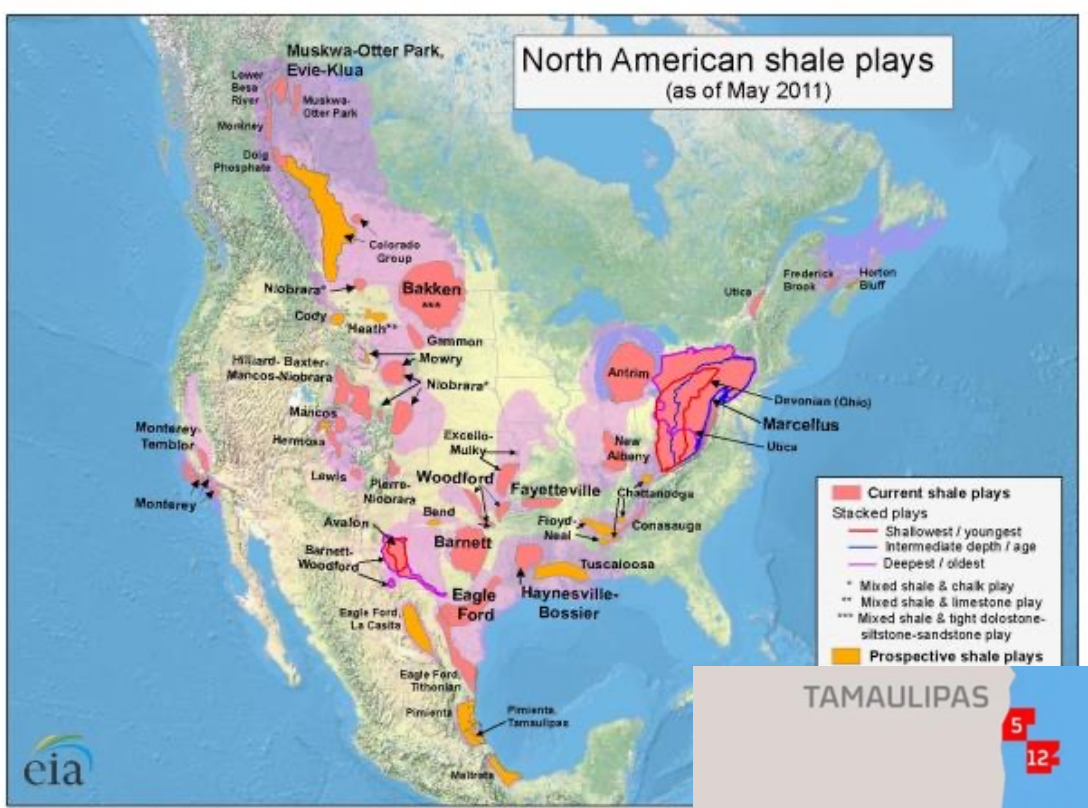 North American shale plays
(as of May 2011)
Muskwa-Otter Park,
Evie-Klua
Lower
Besa
River
Muskwa-
Otter Park
Montney
Doig
Phosphate
Colorado
Group
Niobrara*
Bakken
***
Cody
Heath**
Gammon
Mowry
Hilliard- Baxter-
Mancos-Niobrara
Niobrara*
Mancos
Hermosa
Monterey-
Temblor
Monterey
Lewis
Pierre-
Niobrara
Excello-
Mulky
Woodford
Fayetteville
Bend
Avalon
Barnett-
Woodford
Barnett
Eagle
Ford
Haynesville-
Bossier
Eagle Ford,
La Casita
Eagle Ford,
Tithonian
Pimienta
Pimienta,
Tamaulipas
Maltrata
Antrim
New
Albany
Chattanooga
Floyd-
Neal
Conasauga
Tuscaloosa
Utica
Frederick
Brook
Horton
Bluff
Devonian (Ohio)
Marcellus
Utica
Current shale plays
Stacked plays
Shallowest / youngest
Intermediate depth / age
Deepest / oldest
* Mixed shale & chalk play
** Mixed shale & limestone play
*** Mixed shale & tight dolostone-
siltstone-sandstone play
Prospective shale plays
eia
TAMAULIPAS
5
12